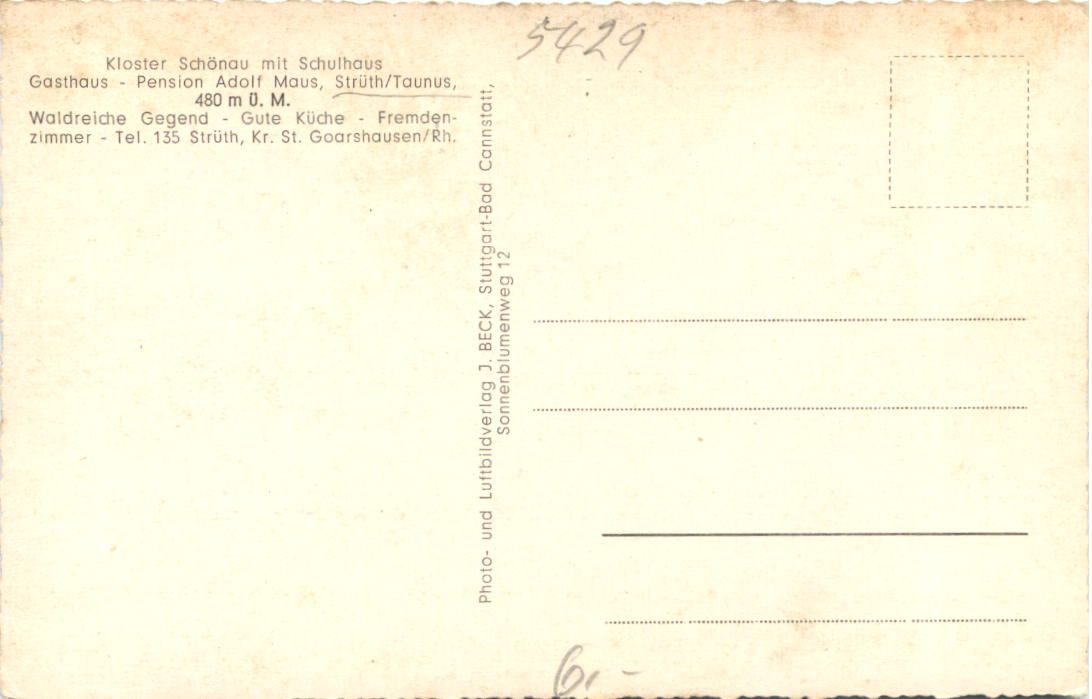 5429
Kloster Schönau mit Schulhaus
Gasthaus - Pension Adolf Maus, Strüth/Taunus,
480 m ü. M.
Waldreiche Gegend - Gute Küche - Fremden-
zimmer - Tel. 135 Strüth, Kr. St. Goarshausen/Rh.
Photo- und Luftbildverlag J. BECK, Stuttgart-Bad Cannstatt,
Sonnenblumenweg 12
6,-